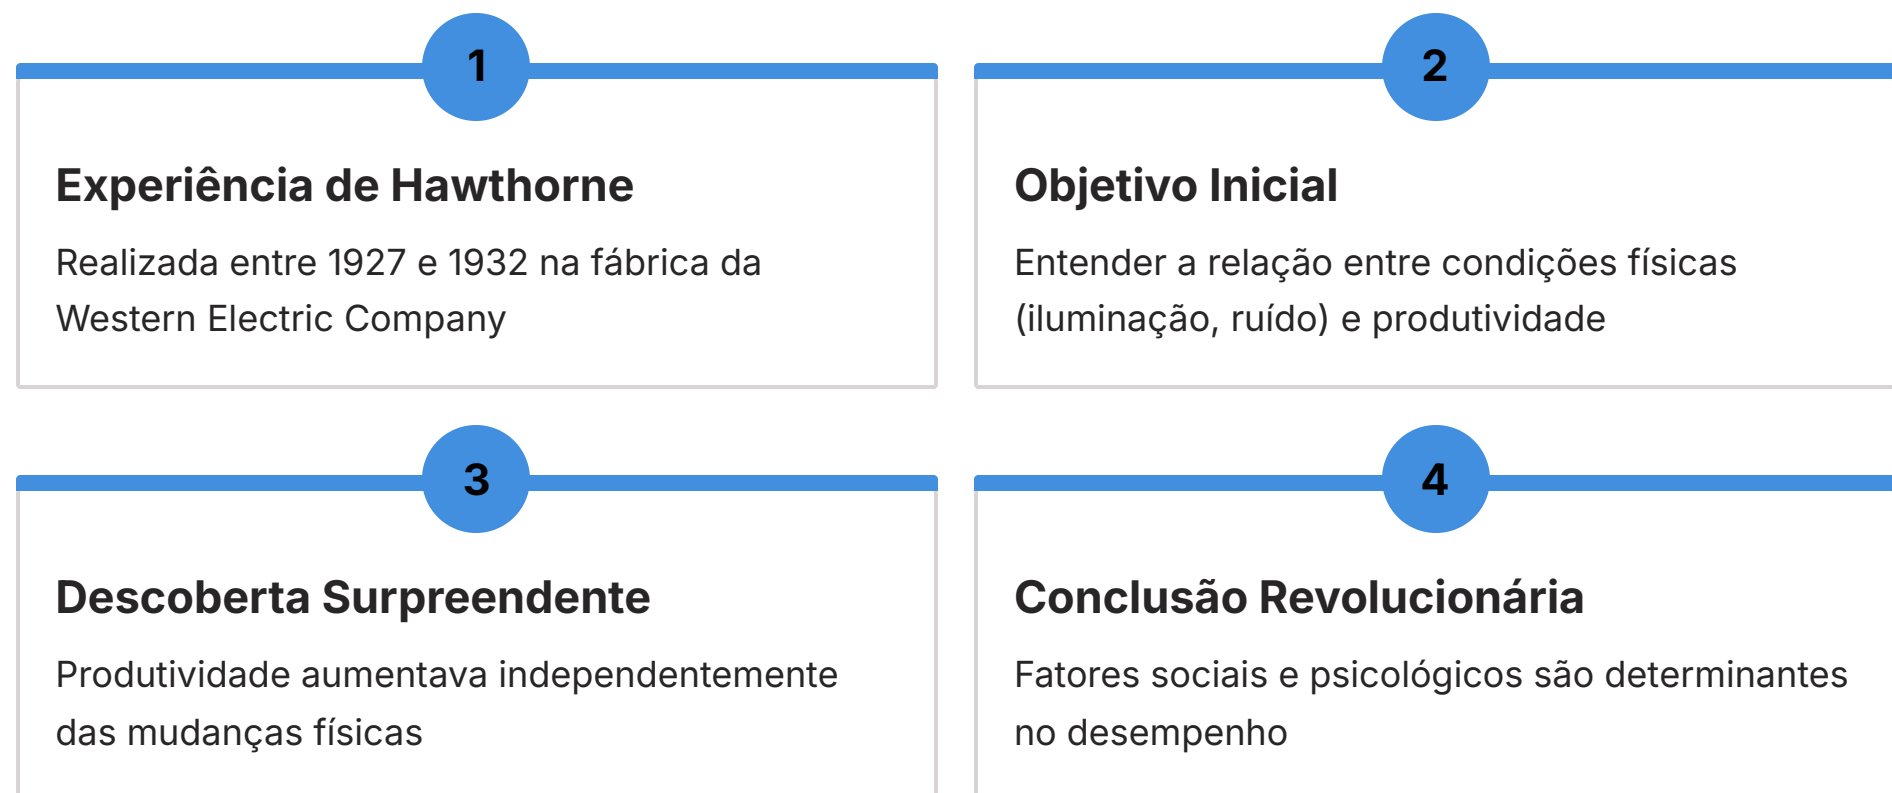 1
Experiência de Hawthorne
Realizada entre 1927 e 1932 na fábrica da
Western Electric Company
2
Objetivo Inicial
Entender a relação entre condições físicas
(iluminação, ruído) e produtividade
3
Descoberta Surpreendente
Produtividade aumentava independentemente
das mudanças físicas
4
Conclusão Revolucionária
Fatores sociais e psicológicos são determinantes
no desempenho